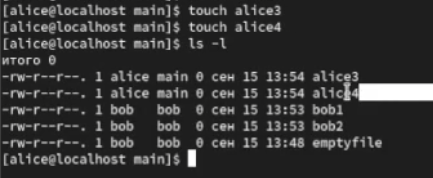 [alice@localhost main]$ touch alice3
[alice@localhost main]$ touch alice4
[alice@localhost main]$ ls -l
итого 0
-rw-r--r--. 1 alice main 0 сен 15 13:54 alice3
-rw-r--r--. 1 alice main 0 сен 15 13:54 alice4
-rw-r--r--. 1 bob   bob  0 сен 15 13:53 bob1
-rw-r--r--. 1 bob   bob  0 сен 15 13:53 bob2
-rw-r--r--. 1 bob   bob  0 сен 15 13:48 emptyfile
[alice@localhost main]$